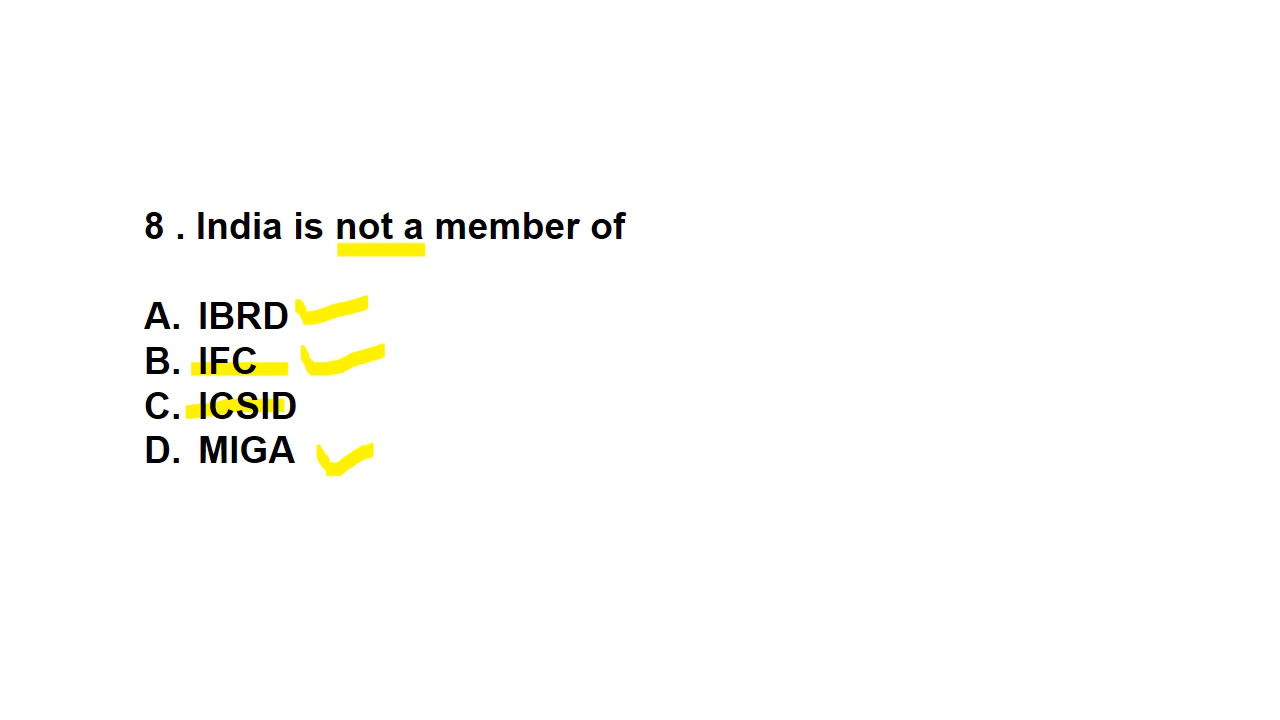 8 . India is not a member of
A. IBRD
B. IFC
C. ICSID
D. MIGA